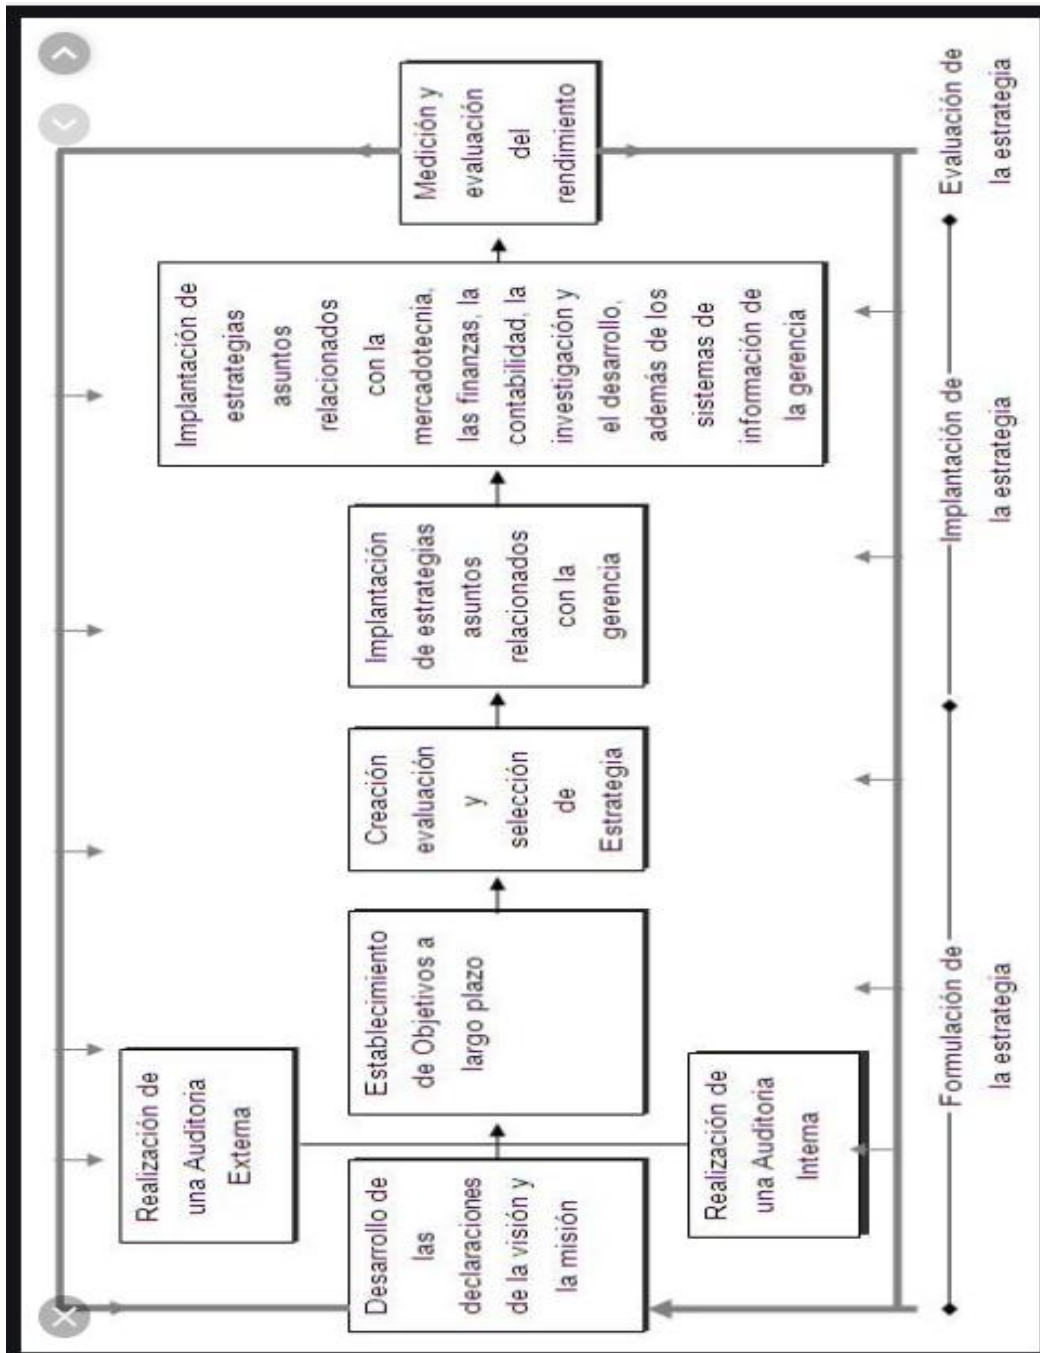 Realización de
una Auditoria
Externa
Desarrollo de
las
declaraciones
de la visión y
la misión
Realización de
una Auditoria
Interna
Establecimiento
de Objetivos a
largo plazo
Creación
evaluación
y
selección
de
Estrategia
Implantación
de estrategias
asuntos
relacionados
con la
gerencia
Implantación de
estrategias
asuntos
relacionados
con la
mercadotecnia,
las finanzas, la
contabilidad, la
investigación y
el desarrollo,
además de los
sistemas de
información de
la gerencia
Medición y
evaluación
del
rendimiento
Formulación de
la estrategia
Implantación de
la estrategia
Evaluación de
la estrategia